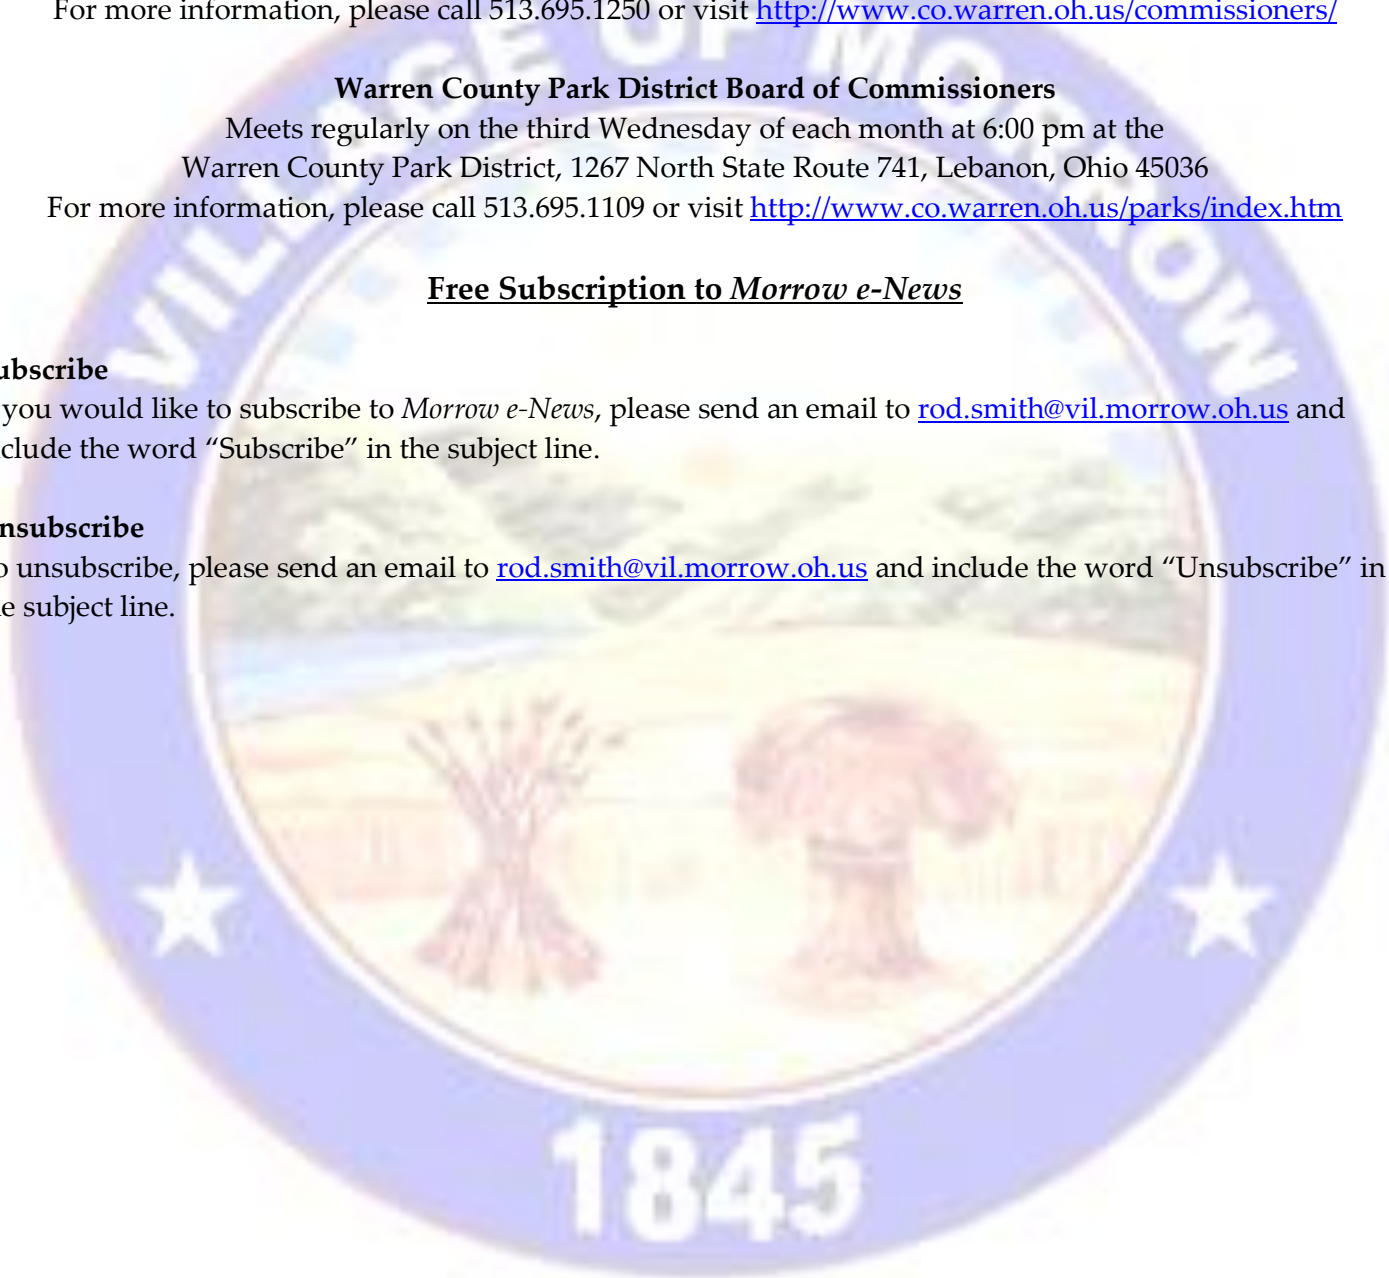 For more information, please call 513.695.1250 or visit http://www.co.warren.oh.us/commissioners/
Warren County Park District Board of Commissioners
Meets regularly on the third Wednesday of each month at 6:00 pm at the
Warren County Park District, 1267 North State Route 741, Lebanon, Ohio 45036
For more information, please call 513.695.1109 or visit http://www.co.warren.oh.us/parks/index.htm
Free Subscription to Morrow e-News
ubscribe
you would like to subscribe to Morrow e-News, please send an email to rod.smith@vil.morrow.oh.us and
clude the word “Subscribe” in the subject line.
nsubscribe
o unsubscribe, please send an email to rod.smith@vil.morrow.oh.us and include the word “Unsubscribe” in
e subject line.
VILLAGE OF MORROW
1845